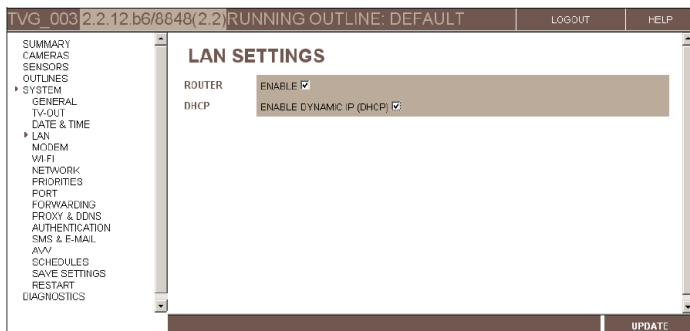 TVG_003 2.2.12.b6/8848(2.2)RUNNING OUTLINE: DEFAULT
LOGOUT
HELP
SUMMARY
CAMERAS
SENSORS
OUTLINES
SYSTEM
GENERAL
TV-OUT
DATE & TIME
LAN
MODEM
WI-FI
NETWORK
PRIORITIES
PORT
FORWARDING
PROXY & DDNS
AUTHENTICATION
SMS & E-MAIL
AVV
SCHEDULES
SAVE SETTINGS
RESTART
DIAGNOSTICS
LAN SETTINGS
ROUTER ENABLE
DHCP ENABLE DYNAMIC IP (DHCP)
UPDATE